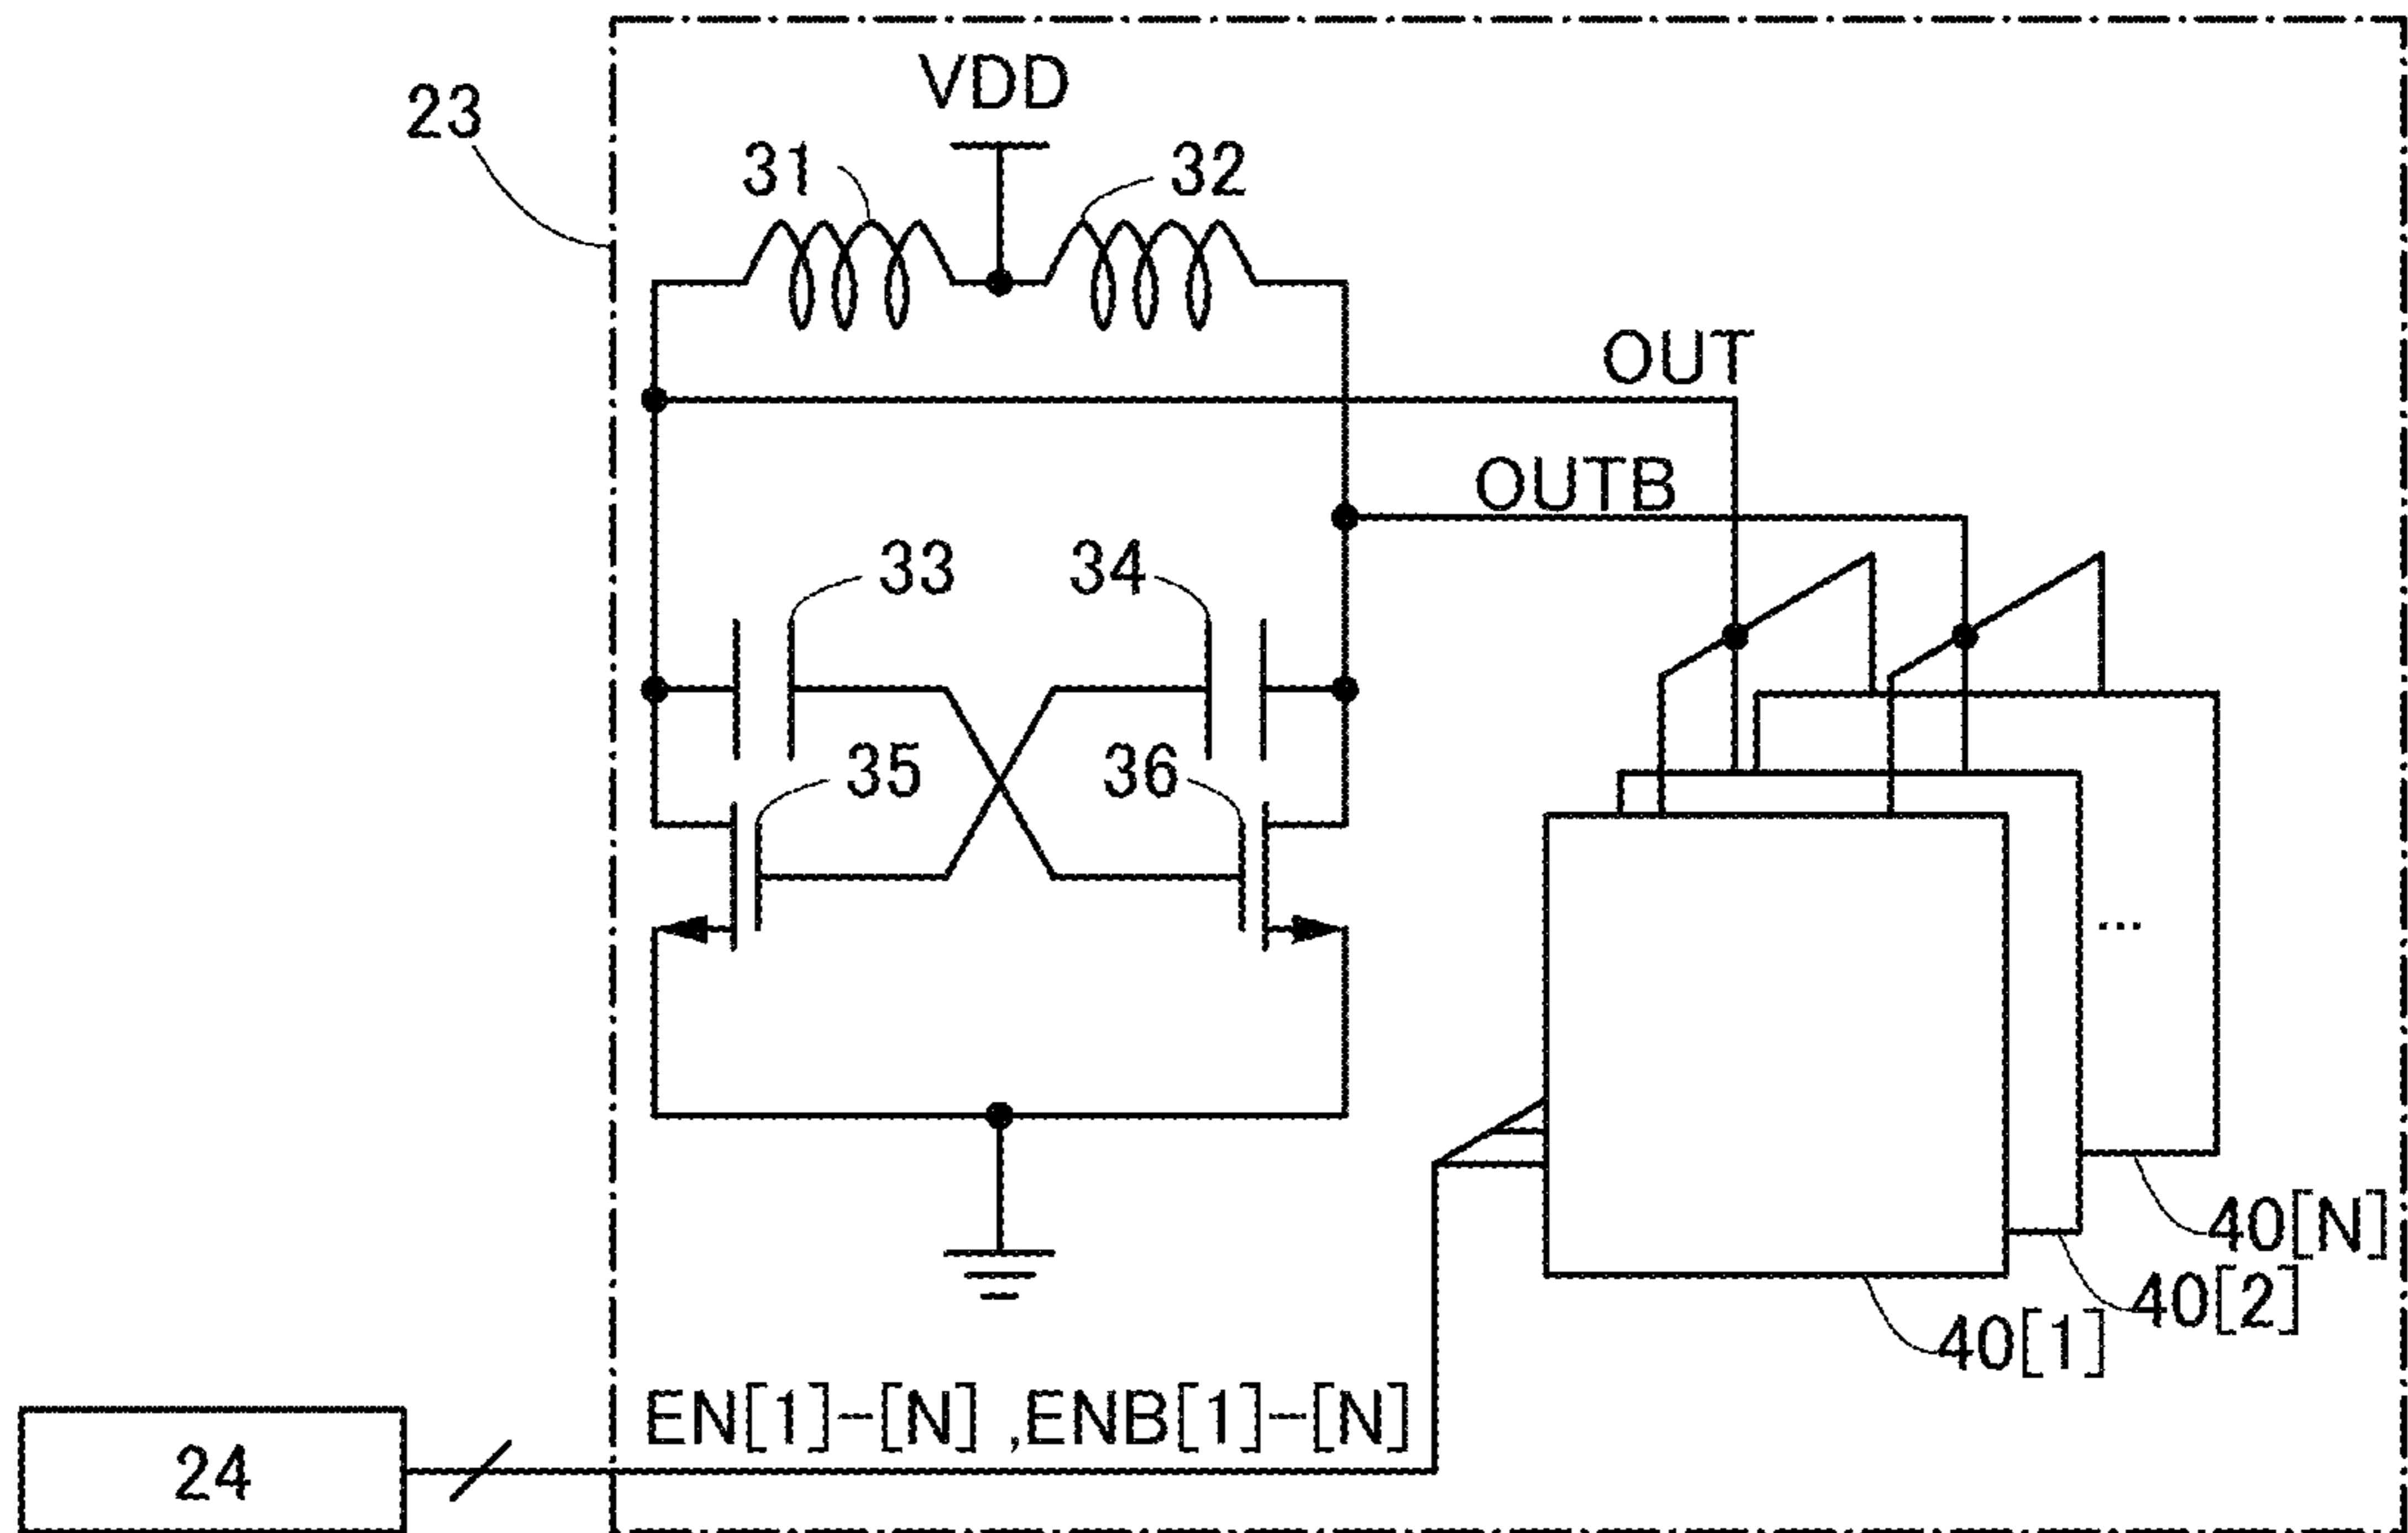 VDD
23
31
32
OUT
OUTB
33
34
35
36
40[N]
40[2]
40[1]
EN[1]-[N] ,ENB[1]-[N]
24
...